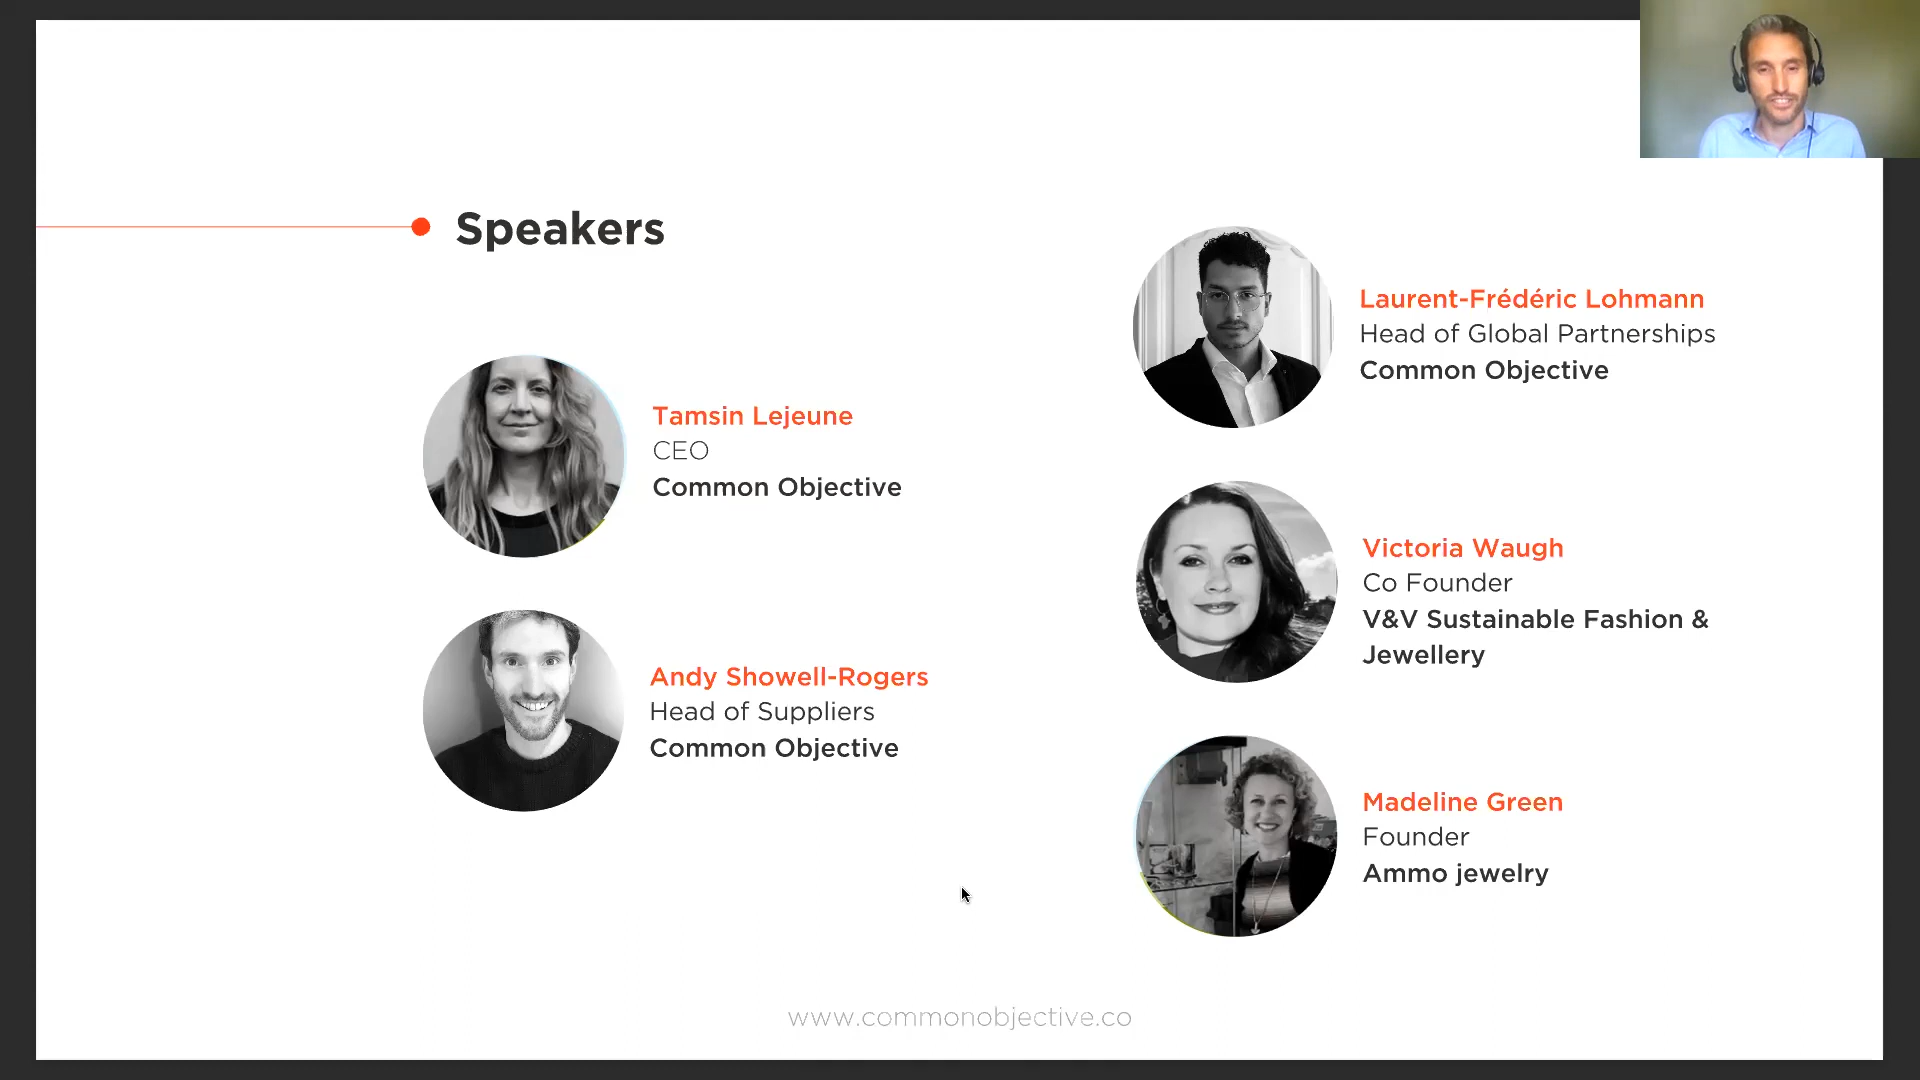 Speakers
Tamsin Lejeune
CEO
Common Objective
Andy Showell-Rogers
Head of Suppliers
Common Objective
Laurent-Frédéric Lohmann
Head of Global Partnerships
Common Objective
Victoria Waugh
Co Founder
V&V Sustainable Fashion &
Jewellery
Madeline Green
Founder
Ammo jewelry
www.commonobjective.co